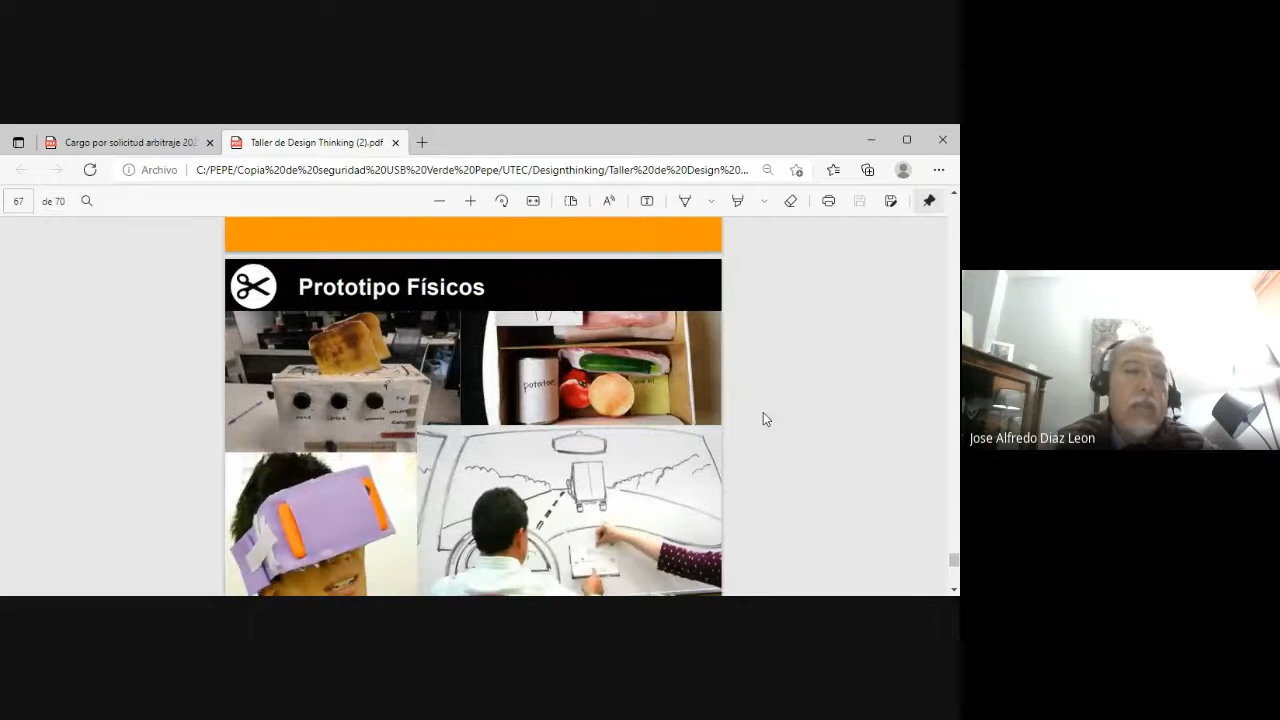 Cargo por solicitud arbitraje 202
Taller de Design Thinking (2).pdf
Archivo
C:/PEPE/Copia%20de%20seguridad%20USB%20Verde%20Pepe/UTEC/Designthinking/Taller%20de%20Design%20...
67 de 70
Prototipo Físicos
potatoes
Jose Alfredo Diaz Leon